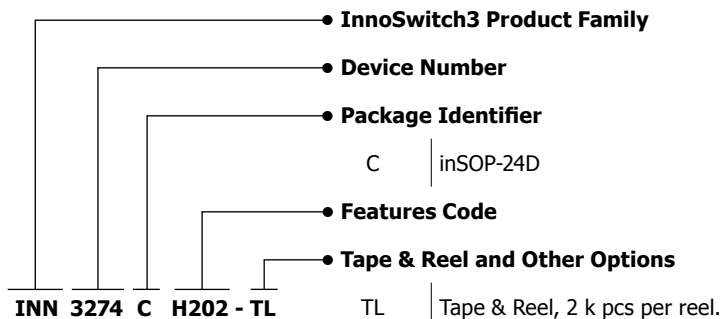 InnoSwitch3 Product Family
Device Number
Package Identifier
C inSOP-24D
Features Code
Tape & Reel and Other Options
INN 3274 C H202 - TL TL Tape & Reel, 2 k pcs per reel.